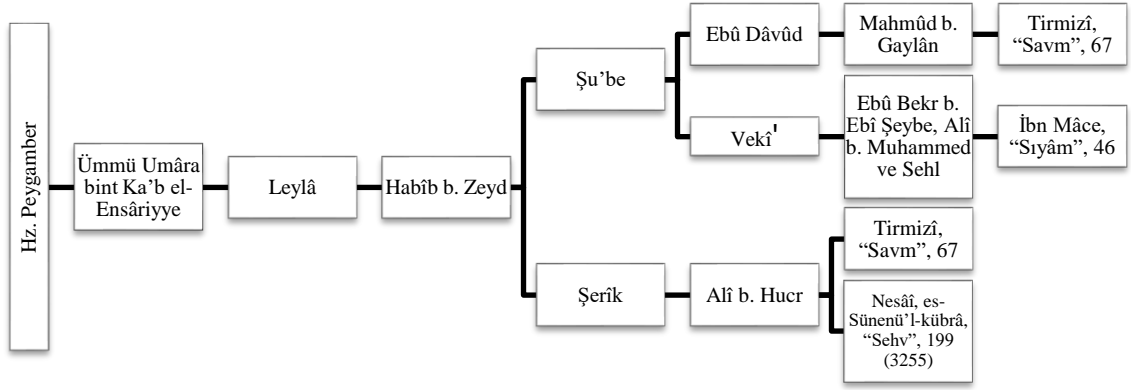 Hz. Peygamber
Ümmü Umâra
bint Ka’b el-
Ensâriyye
Leylâ
Habîb b. Zeyd
Şu’be
Ebû Dâvûd
Mahmûd b.
Gaylân
Tirmizî,
“Savm”, 67
Vekî'
Ebû Bekr b.
Ebî Şeybe, Alî
b. Muhammed
ve Sehl
İbn Mâce,
“Sıyâm”, 46
Şerîk
Alî b. Hucr
Tirmizî,
“Savm”, 67
Nesâî, es-
Sünenü’l-kübrâ,
“Sehv”, 199
(3255)